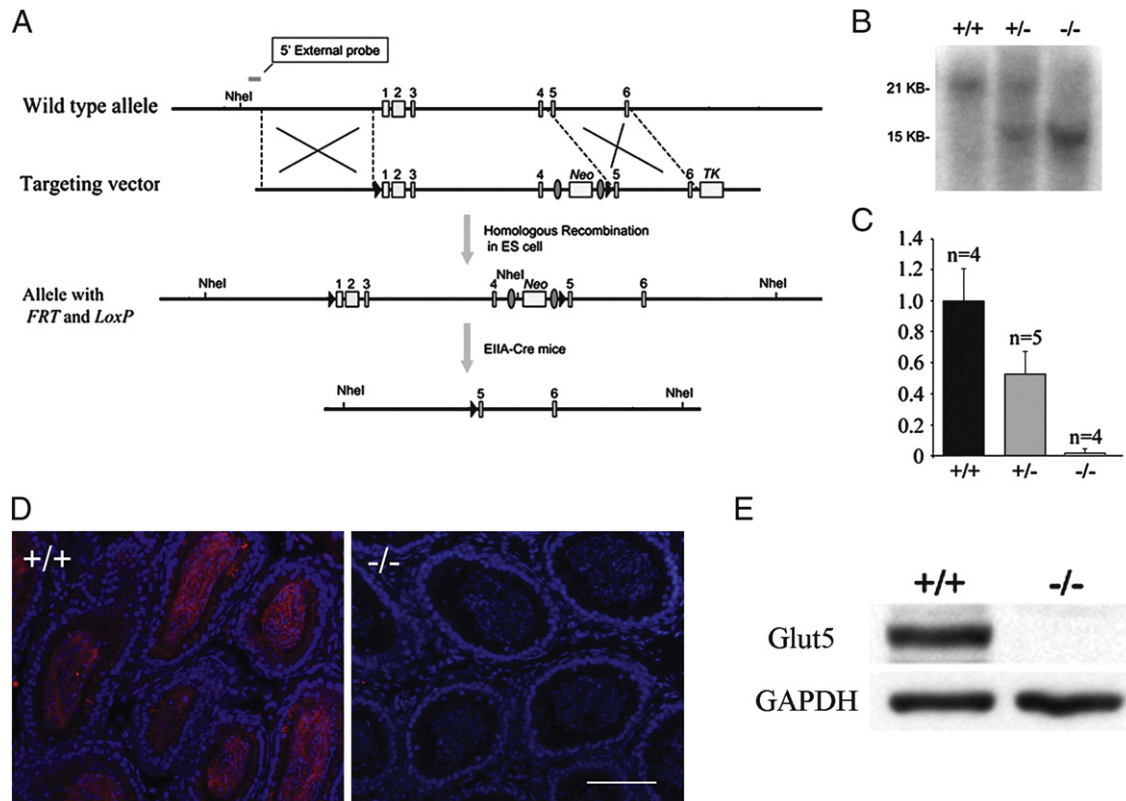 A
5' External probe
NheI
1 2 3 4 5 6
Wild type allele
Targeting vector
1 2 3 4 Neo 5 6 TK
Homologous Recombination
in ES cell
NheI 1 2 3 4 NheI Neo 5 6 NheI
Allele with
FRT and LoxP
EIIA-Cre mice
NheI 5 6 NheI
B
+/+ +/- -/-
21 KB-
15 KB-
C
1.4
1.2
1.0
0.8
0.6
0.4
0.2
0
n=4
n=5
n=4
+/+ +/- -/-
D
+/+
-/-
E
+/+ -/-
Glut5
GAPDH